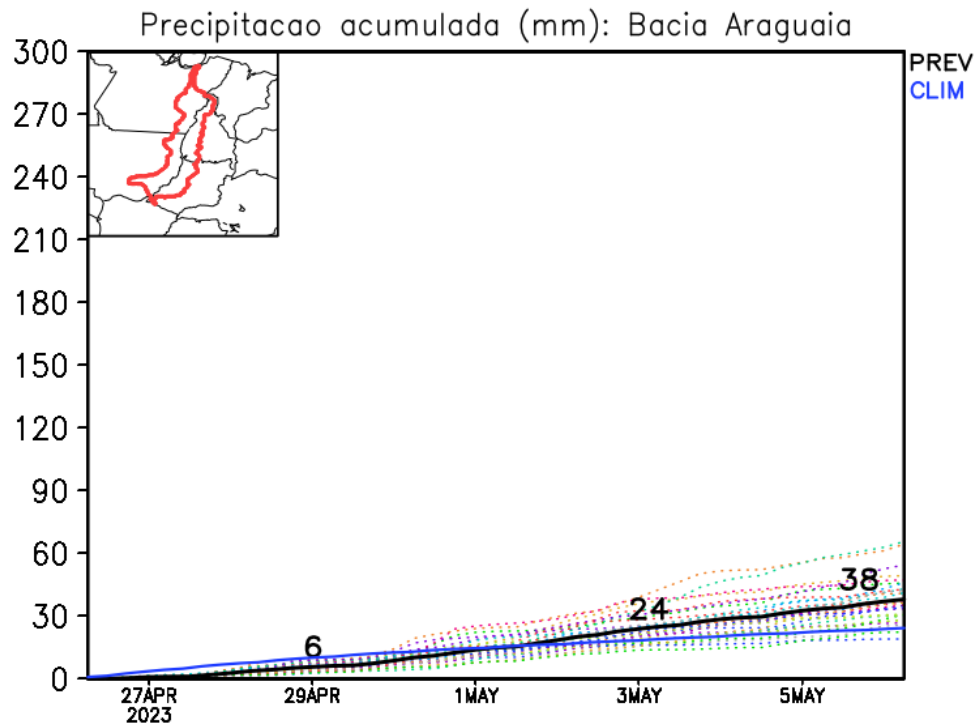 Precipitacao acumulada (mm): Bacia Araguaia
PREV
CLIM
300
270
240
210
180
150
120
90
60
30
0
6
24
38
27APR
2023
29APR
1MAY
3MAY
5MAY